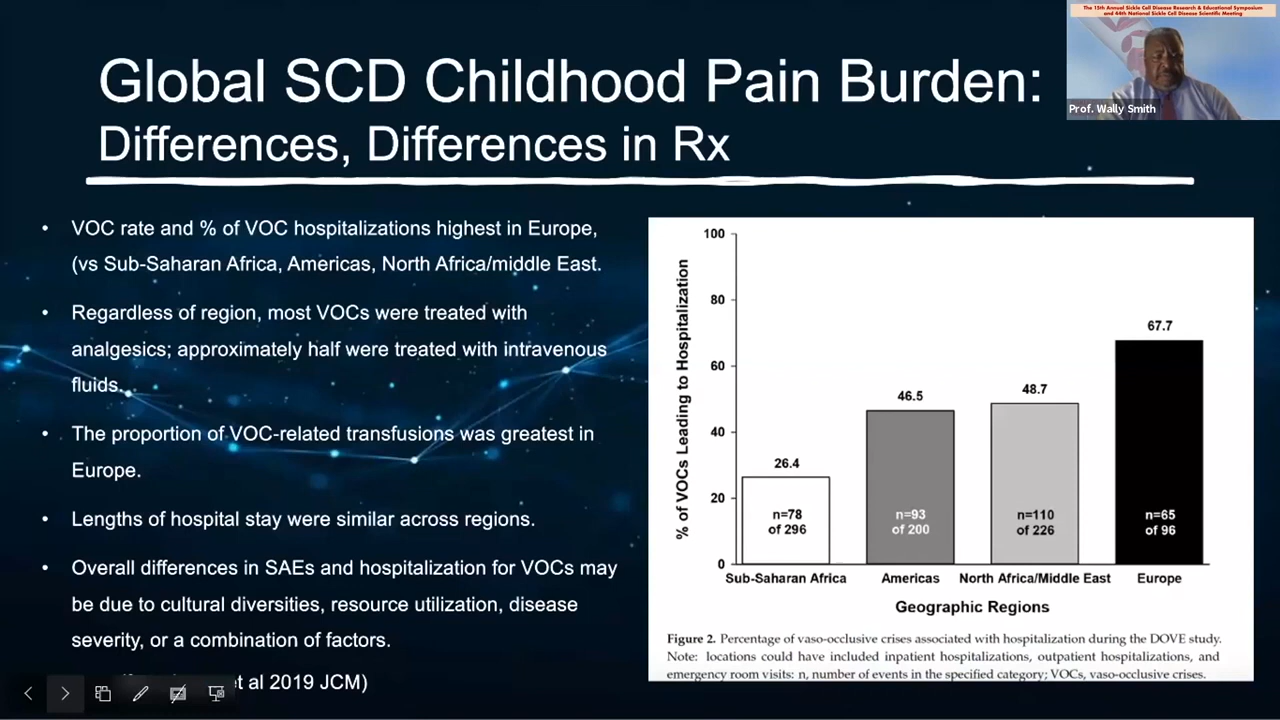 The 15th Annual Sickle Cell Disease Research & Educational Symposium
and 44th National Sickle Cell Disease Scientific Meeting
Prof. Wally Smith
Global SCD Childhood Pain Burden:
Differences, Differences in Rx
• VOC rate and % of VOC hospitalizations highest in Europe,
(vs Sub-Saharan Africa, Americas, North Africa/middle East.
• Regardless of region, most VOCs were treated with
analgesics; approximately half were treated with intravenous
fluids.
• The proportion of VOC-related transfusions was greatest in
Europe.
• Lengths of hospital stay were similar across regions.
• Overall differences in SAEs and hospitalization for VOCs may
be due to cultural diversities, resource utilization, disease
severity, or a combination of factors.
et al 2019 JCM)
% of VOCs Leading to Hospitalization
100
80
60
40
20
0
26.4
n=78
of 296
46.5
n=93
of 200
48.7
n=110
of 226
67.7
n=65
of 96
Sub-Saharan Africa Americas North Africa/Middle East Europe
Geographic Regions
Figure 2. Percentage of vaso-occlusive crises associated with hospitalization during the DOVE study.
Note: locations could have included inpatient hospitalizations, outpatient hospitalizations, and
emergency room visits: n, number of events in the specified category; VOCs, vaso-occlusive crises.